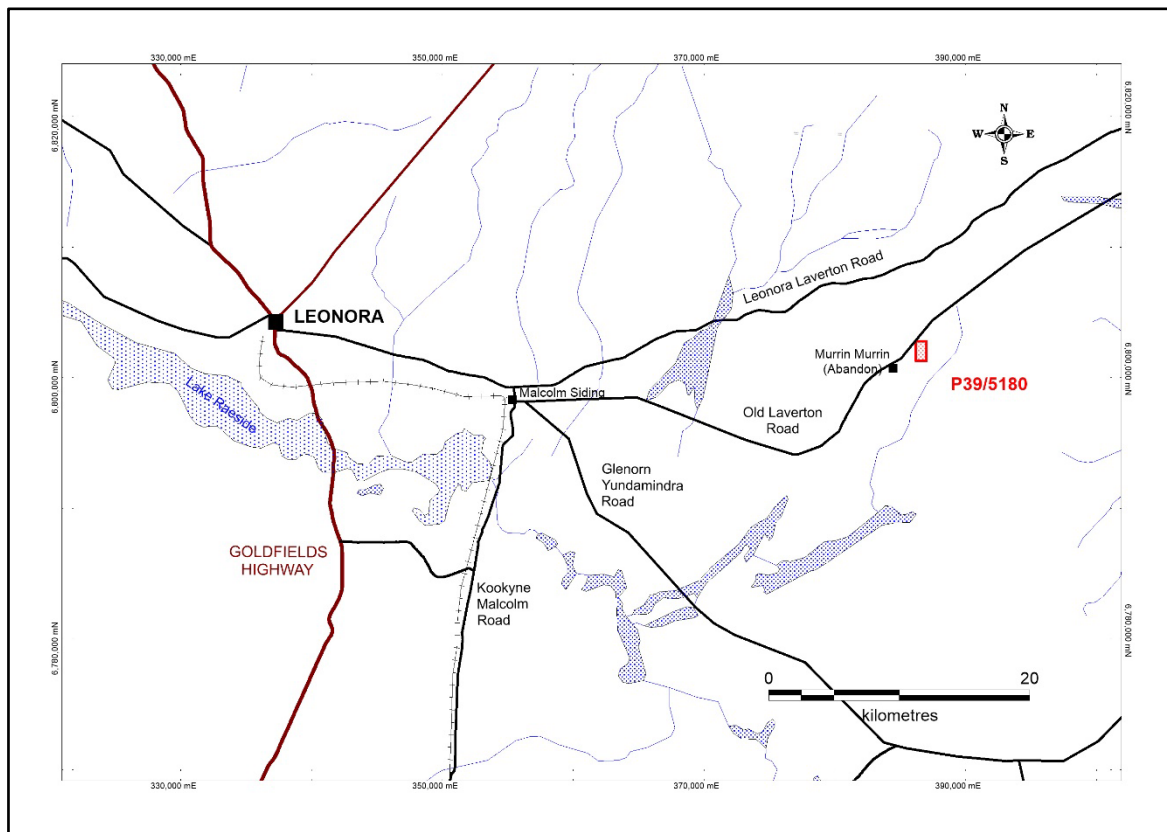 330,000 mE
350,000 mE
370,000 mE
390,000 mE
6,820,000 mN
6,820,000 mN
N
W
E
S
Leonora Laverton Road
LEONORA
Murrin Murrin
(Abandon)
6,800,000 mN
6,800,000 mN
P39/5180
Lake Raeside
Malcolm Siding
Old Laverton
Road
Glenorn
Yundamindra
Road
GOLDFIELDS
HIGHWAY
Kookyne
Malcolm
Road
6,780,000 mN
6,780,000 mN
0
20
kilometres
330,000 mE
350,000 mE
370,000 mE
390,000 mE